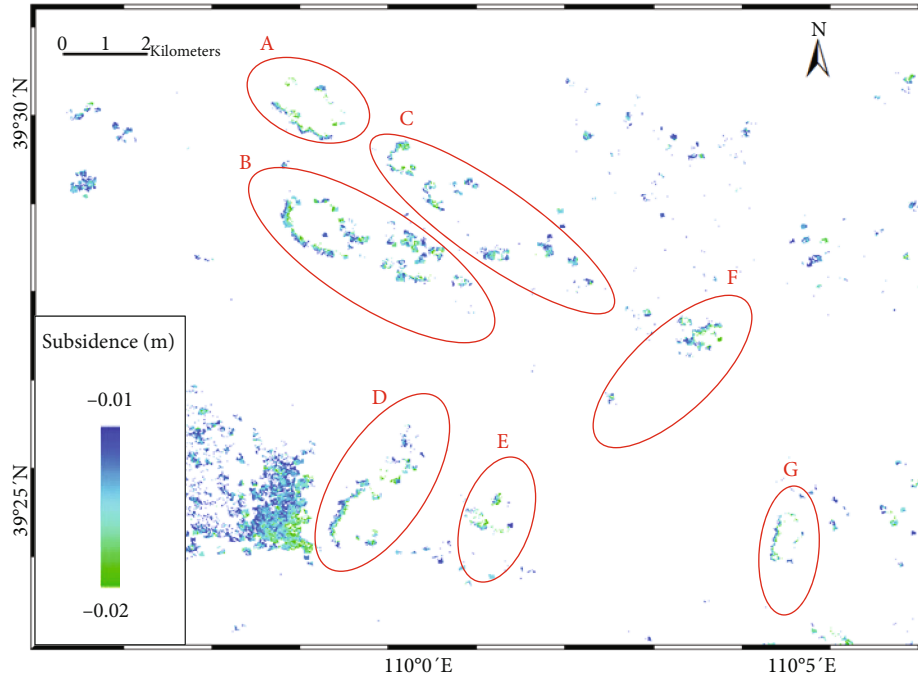 0 1 2 Kilometers
N
A
C
B
F
D
E
G
39°30´N
39°25´N
Subsidence (m)
–0.01
–0.02
110°0´E
110°5´E